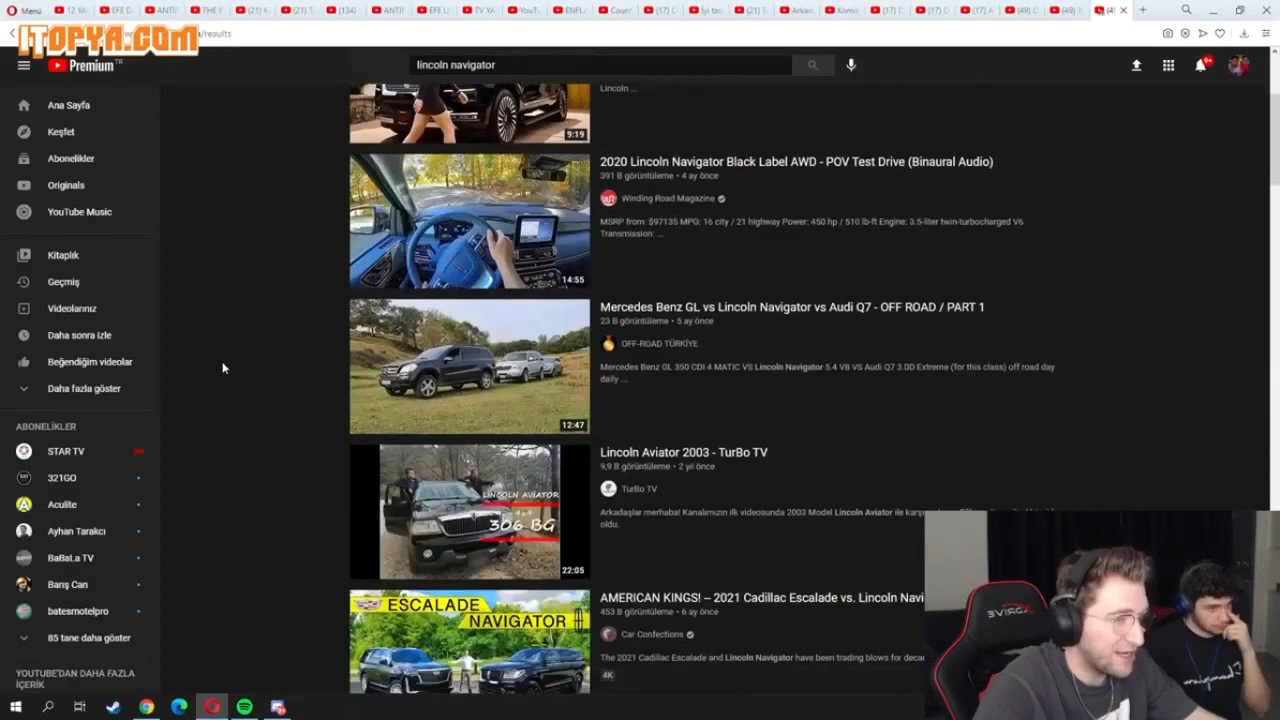 Menü
ITOPYA.COM
/results
Premium TR
lincoln navigator
9+
Ana Sayfa
Keşfet
Abonelikler
Originals
YouTube Music
Kitaplık
Geçmiş
Videolarınız
Daha sonra izle
Beğendiğim videolar
Daha fazla göster
ABONELİKLER
STAR TV
321GO
Aculite
Ayhan Tarakcı
BaBaLa TV
Barış Can
batesmotelpro
85 tane daha göster
YOUTUBE'DAN DAHA FAZLA
İÇERİK
Lincoln ...
9:19
2020 Lincoln Navigator Black Label AWD - POV Test Drive (Binaural Audio)
391 B görüntüleme • 4 ay önce
Winding Road Magazine
MSRP from: $97135 MPG: 16 city / 21 highway Power: 450 hp / 510 lb-ft Engine: 3.5-liter twin-turbocharged V6
Transmission: ...
14:55
Mercedes Benz GL vs Lincoln Navigator vs Audi Q7 - OFF ROAD / PART 1
23 B görüntüleme • 5 ay önce
OFF-ROAD TÜRKİYE
Mercedes Benz GL 350 CDI 4 MATIC VS Lincoln Navigator 5.4 V8 VS Audi Q7 3.0D Extreme (for this class) off road day
daily ...
12:47
Lincoln Aviator 2003 - TurBo TV
9,9 B görüntüleme • 2 yıl önce
TurBo TV
Arkadaşlar merhaba! Kanalımızın ilk videosunda 2003 Model Lincoln Aviator ile
oldu.
LINCOLN AVIATOR
306 BG
22:05
AMERICAN KINGS! – 2021 Cadillac Escalade vs. Lincoln Navi
453 B görüntüleme • 6 ay önce
Car Confections
The 2021 Cadillac Escalade and Lincoln Navigator have been trading blows for
4K
ESCALADE
NAVIGATOR